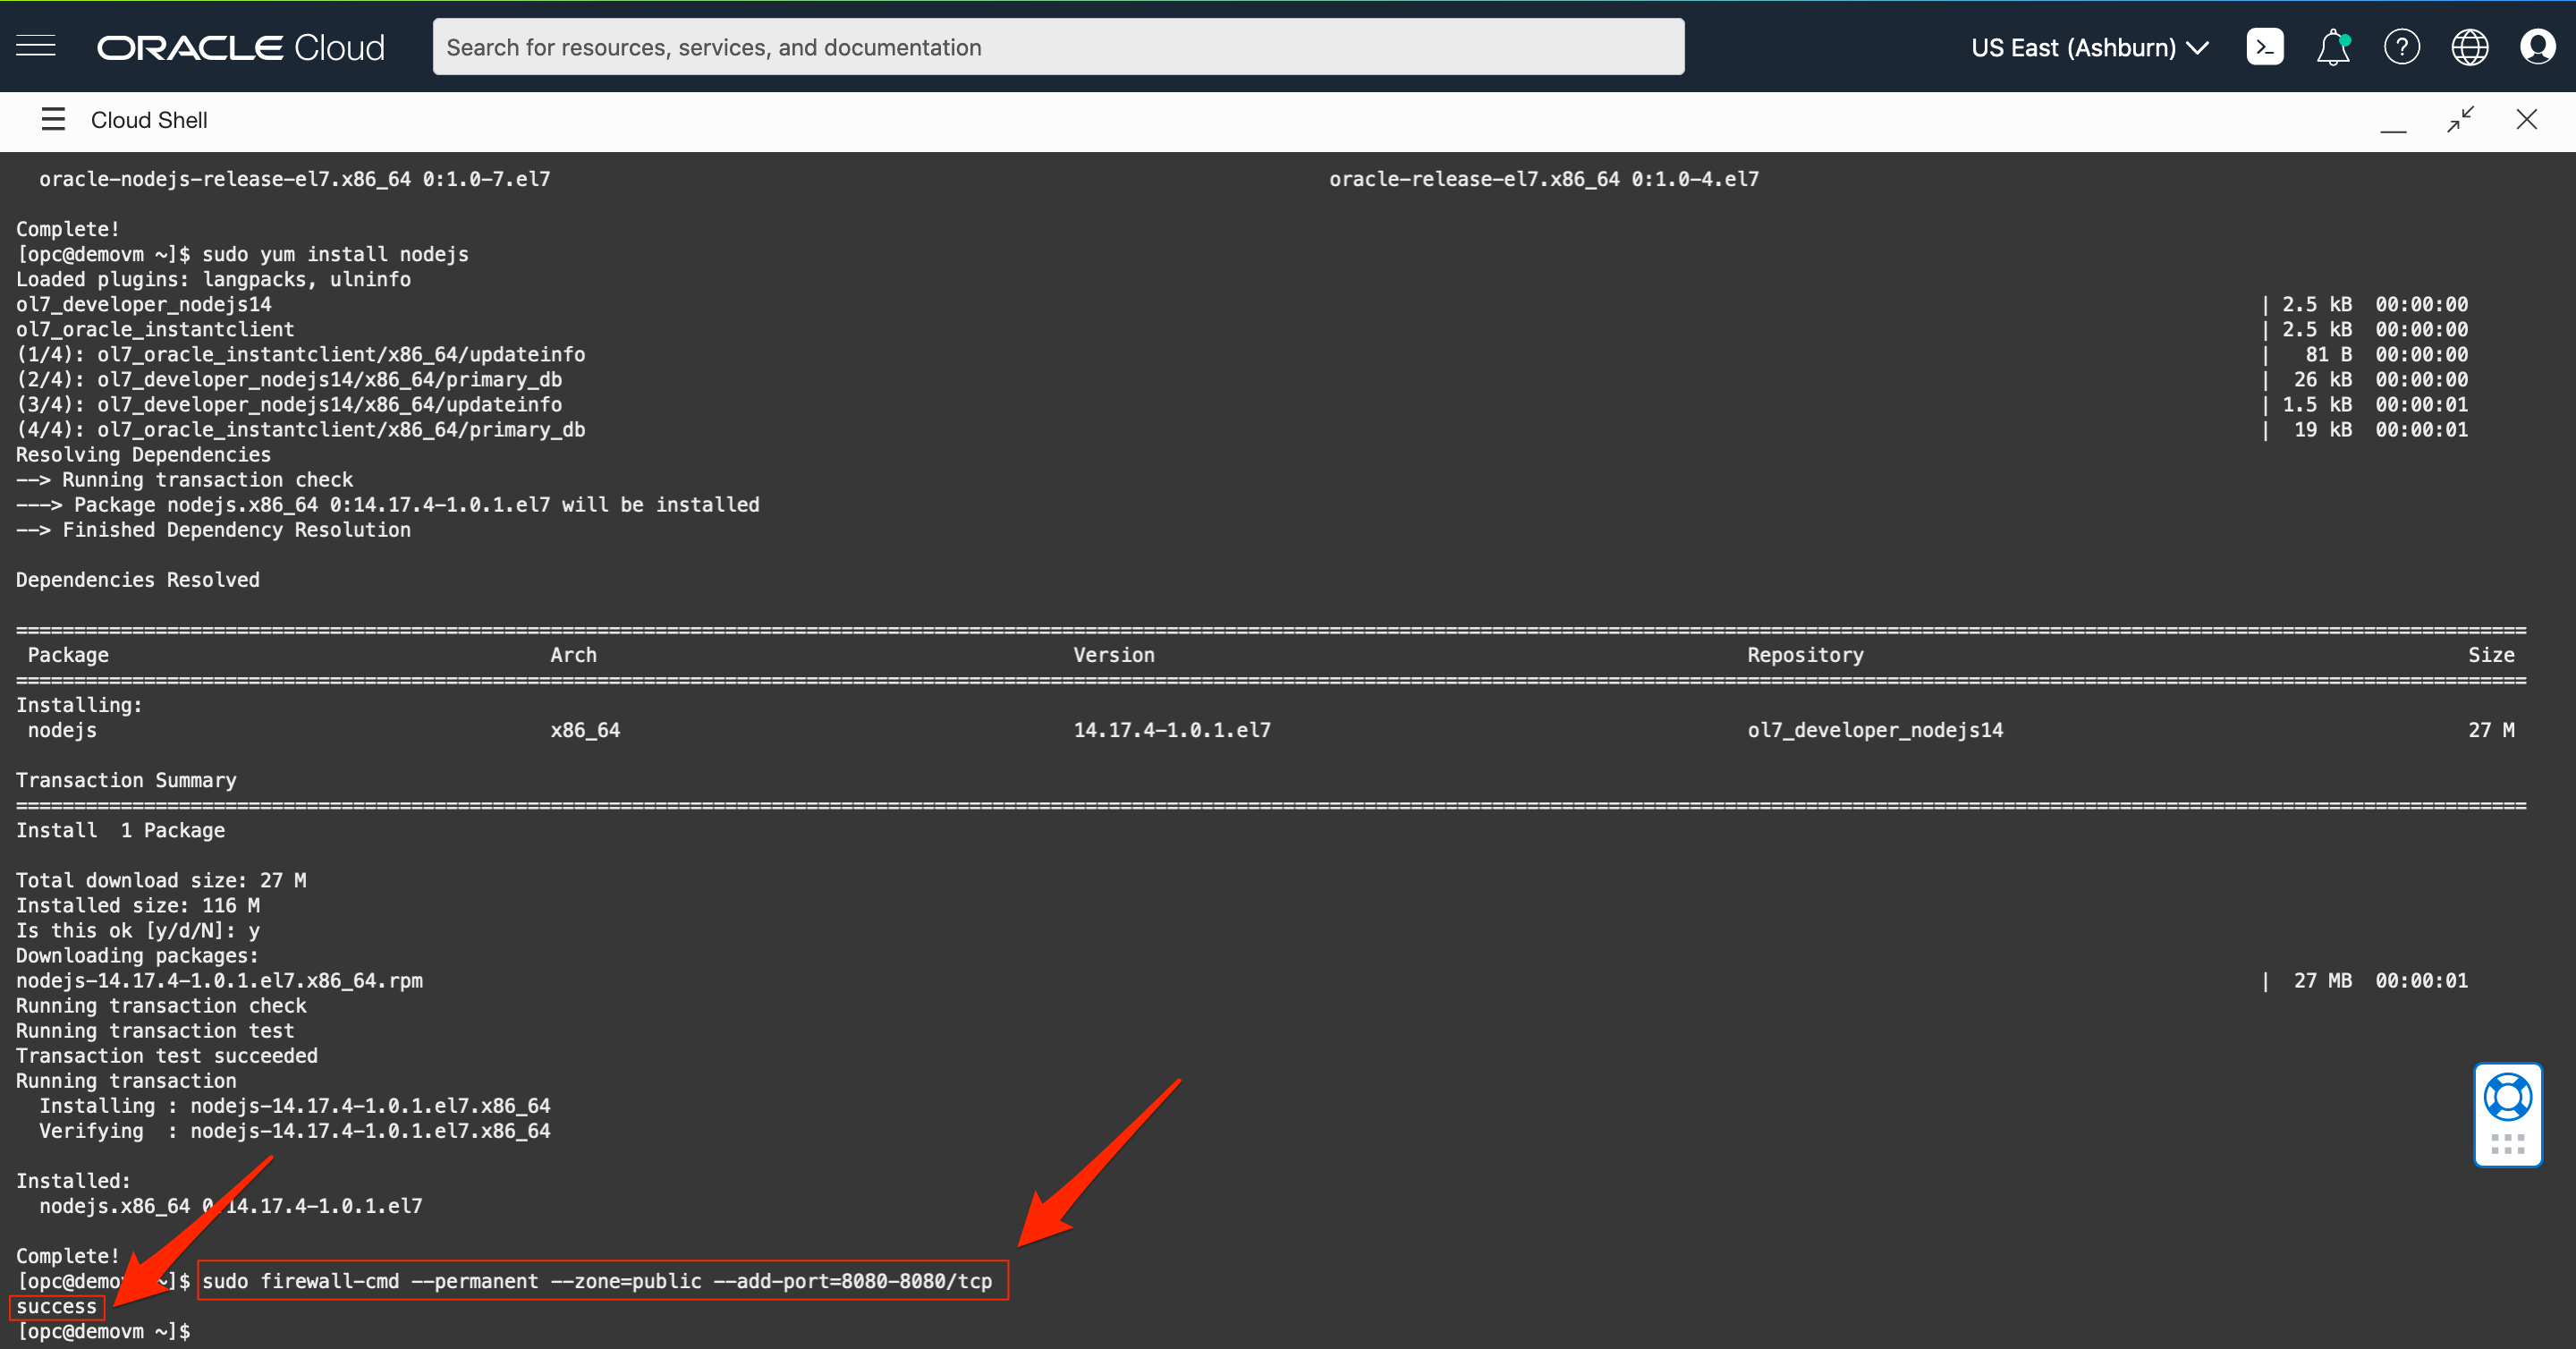 ORACLE Cloud
Search for resources, services, and documentation
US East (Ashburn)
Cloud Shell
oracle-nodejs-release-el7.x86_64 0:1.0-7.el7 oracle-release-el7.x86_64 0:1.0-4.el7
Complete!
[opc@demovm ~]$ sudo yum install nodejs
Loaded plugins: langpacks, ulninfo
ol7_developer_nodejs14 | 2.5 kB 00:00:00
ol7_oracle_instantclient | 2.5 kB 00:00:00
(1/4): ol7_oracle_instantclient/x86_64/updateinfo | 81 B 00:00:00
(2/4): ol7_developer_nodejs14/x86_64/primary_db | 26 kB 00:00:00
(3/4): ol7_developer_nodejs14/x86_64/updateinfo | 1.5 kB 00:00:01
(4/4): ol7_oracle_instantclient/x86_64/primary_db | 19 kB 00:00:01
Resolving Dependencies
--> Running transaction check
---> Package nodejs.x86_64 0:14.17.4-1.0.1.el7 will be installed
--> Finished Dependency Resolution
Dependencies Resolved
Package Arch Version Repository Size
Installing:
nodejs x86_64 14.17.4-1.0.1.el7 ol7_developer_nodejs14 27 M
Transaction Summary
Install 1 Package
Total download size: 27 M
Installed size: 116 M
Is this ok [y/d/N]: y
Downloading packages:
nodejs-14.17.4-1.0.1.el7.x86_64.rpm | 27 MB 00:00:01
Running transaction check
Running transaction test
Transaction test succeeded
Running transaction
Installing : nodejs-14.17.4-1.0.1.el7.x86_64
Verifying : nodejs-14.17.4-1.0.1.el7.x86_64
Installed:
nodejs.x86_64 0:14.17.4-1.0.1.el7
Complete!
[opc@demovm ~]$ sudo firewall-cmd --permanent --zone=public --add-port=8080-8080/tcp
success
[opc@demovm ~]$